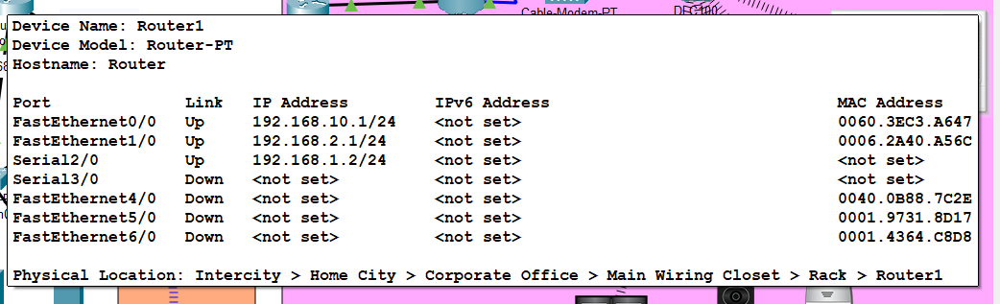 Cable-Modem-PT
Device Name: Router1
Device Model: Router-PT
Hostname: Router
Port Link IP Address IPv6 Address MAC Address
FastEthernet0/0 Up 192.168.10.1/24 <not set> 0060.3EC3.A647
FastEthernet1/0 Up 192.168.2.1/24 <not set> 0006.2A40.A56C
Serial2/0 Up 192.168.1.2/24 <not set> <not set>
Serial3/0 Down <not set> <not set> <not set>
FastEthernet4/0 Down <not set> <not set> 0040.0B88.7C2E
FastEthernet5/0 Down <not set> <not set> 0001.9731.8D17
FastEthernet6/0 Down <not set> <not set> 0001.4364.C8D8
Physical Location: Intercity > Home City > Corporate Office > Main Wiring Closet > Rack > Router1